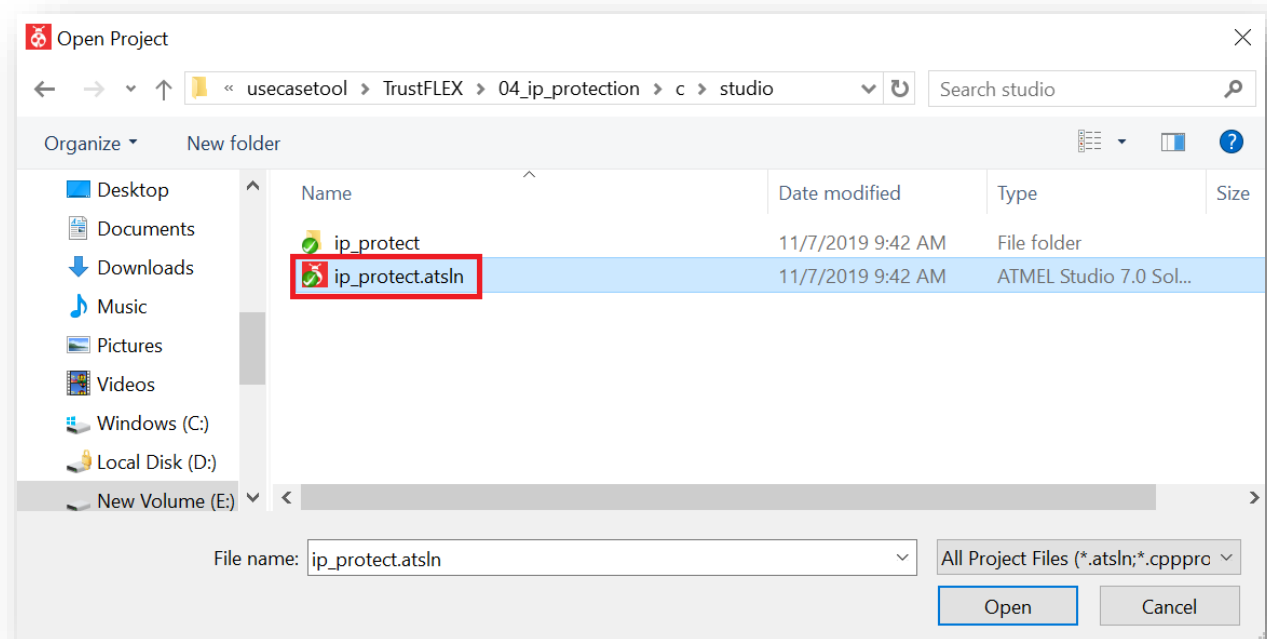 Open Project
« usecasetool > TrustFLEX > 04_ip_protection > c > studio
Search studio
Organize
New folder
?
Desktop
Documents
Downloads
Music
Pictures
Videos
Windows (C:)
Local Disk (D:)
New Volume (E:)
Name Date modified Type Size
ip_protect 11/7/2019 9:42 AM File folder
ip_protect.atsln 11/7/2019 9:42 AM ATMEL Studio 7.0 Sol...
File name: ip_protect.atsln
All Project Files (*.atsln;*.cpppro
Open Cancel